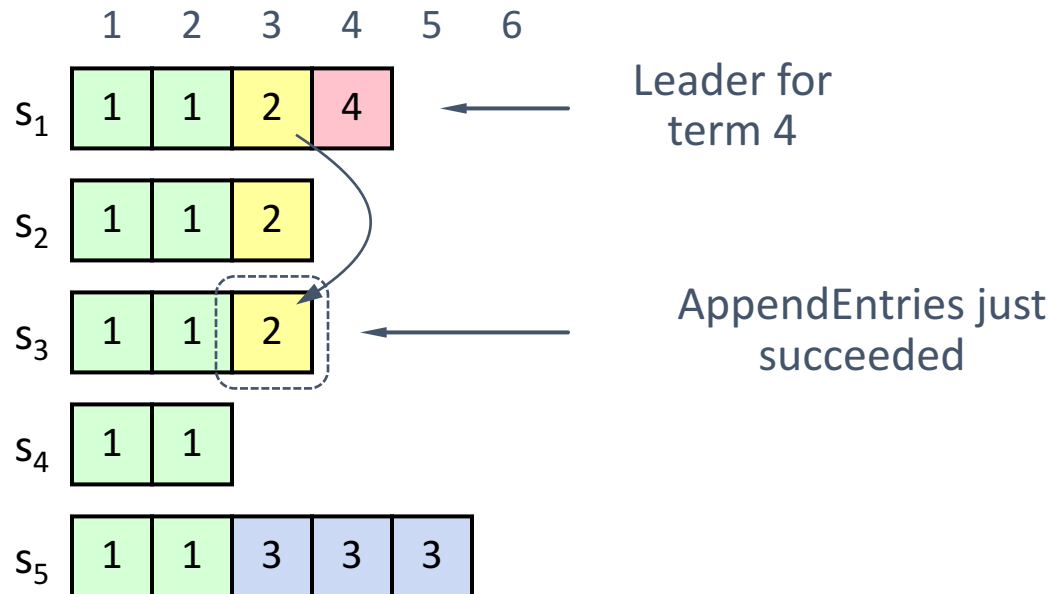 1 2 3 4 5 6
s1 1 1 2 4
Leader for
term 4
s2 1 1 2
s3 1 1 2
AppendEntries just
succeeded
s4 1 1
s5 1 1 3 3 3